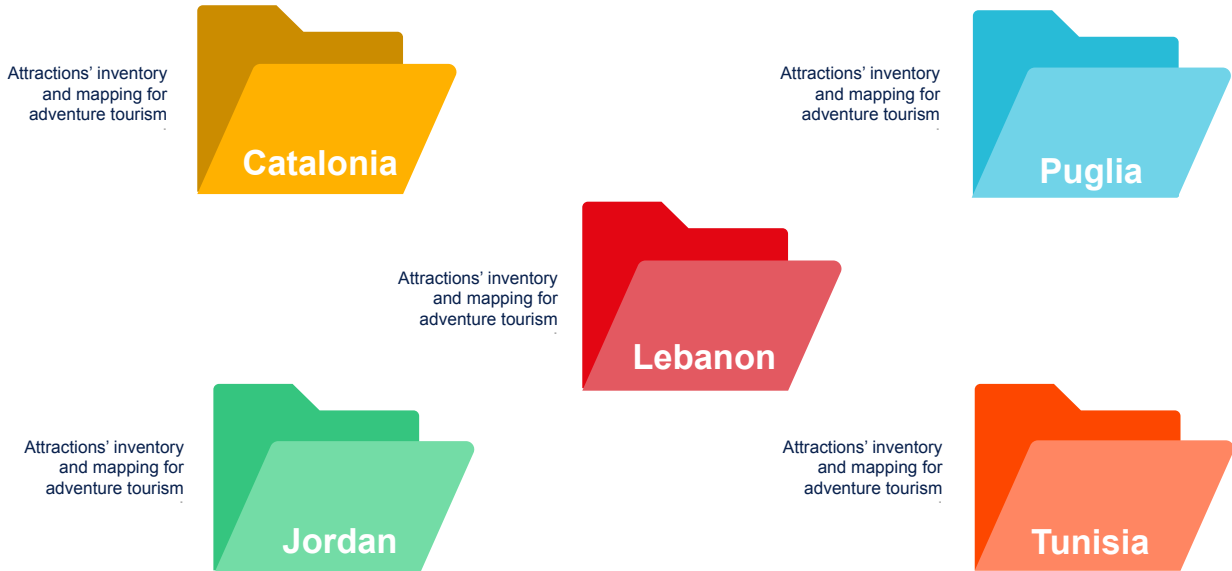 Attractions’ inventory
and mapping for
adventure tourism
Catalonia
Attractions’ inventory
and mapping for
adventure tourism
Puglia
Attractions’ inventory
and mapping for
adventure tourism
Lebanon
Attractions’ inventory
and mapping for
adventure tourism
Jordan
Attractions’ inventory
and mapping for
adventure tourism
Tunisia